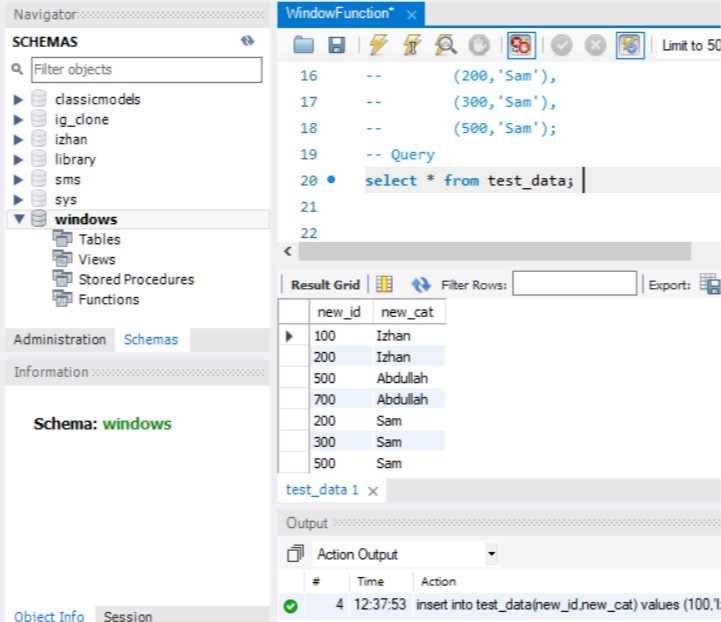 Navigator
SCHEMAS
Filter objects
classicmodels
ig_clone
izhan
library
sms
sys
windows
Tables
Views
Stored Procedures
Functions
Administration Schemas
Information
Schema: windows
Object Info Session
WindowFunction*
Limit to 50
16 -- (200,'Sam'),
17 -- (300,'Sam'),
18 -- (500,'Sam');
19 -- Query
20 select * from test_data;
21
22
Result Grid Filter Rows: Export:
new_id new_cat
100 Izhan
200 Izhan
500 Abdullah
700 Abdullah
200 Sam
300 Sam
500 Sam
test_data 1
Output
Action Output
# Time Action
4 12:37:53 insert into test_data(new_id,new_cat) values (100,'I